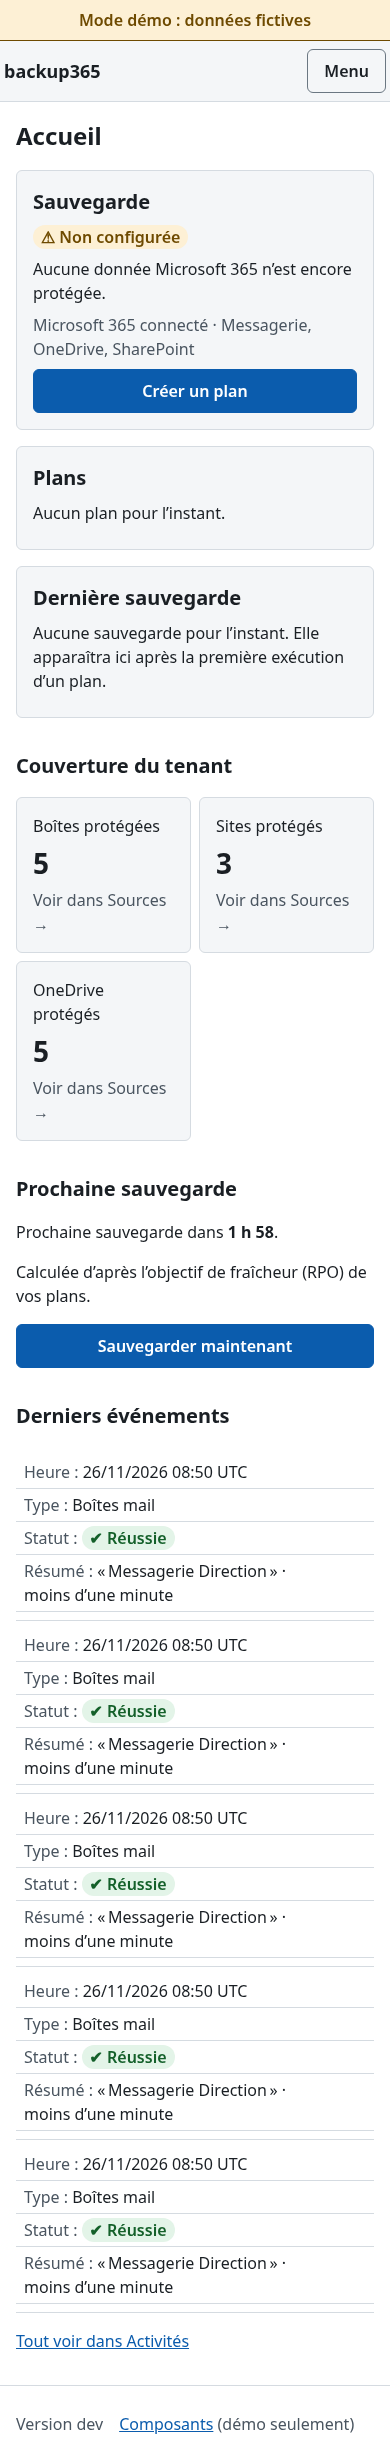 Mode démo : données fictives
backup365
Menu
Accueil
Sauvegarde
⚠ Non configurée
Aucune donnée Microsoft 365 n’est encore
protégée.
Microsoft 365 connecté · Messagerie,
OneDrive, SharePoint
Créer un plan
Plans
Aucun plan pour l’instant.
Dernière sauvegarde
Aucune sauvegarde pour l’instant. Elle
apparaîtra ici après la première exécution
d’un plan.
Couverture du tenant
Boîtes protégées
5
Voir dans Sources
→
Sites protégés
3
Voir dans Sources
→
OneDrive
protégés
5
Voir dans Sources
→
Prochaine sauvegarde
Prochaine sauvegarde dans 1 h 58.
Calculée d’après l’objectif de fraîcheur (RPO) de
vos plans.
Sauvegarder maintenant
Derniers événements
Heure : 26/11/2026 08:50 UTC
Type : Boîtes mail
Statut : ✔ Réussie
Résumé : « Messagerie Direction » ·
moins d’une minute
Heure : 26/11/2026 08:50 UTC
Type : Boîtes mail
Statut : ✔ Réussie
Résumé : « Messagerie Direction » ·
moins d’une minute
Heure : 26/11/2026 08:50 UTC
Type : Boîtes mail
Statut : ✔ Réussie
Résumé : « Messagerie Direction » ·
moins d’une minute
Heure : 26/11/2026 08:50 UTC
Type : Boîtes mail
Statut : ✔ Réussie
Résumé : « Messagerie Direction » ·
moins d’une minute
Heure : 26/11/2026 08:50 UTC
Type : Boîtes mail
Statut : ✔ Réussie
Résumé : « Messagerie Direction » ·
moins d’une minute
Tout voir dans Activités
Version dev Composants (démo seulement)